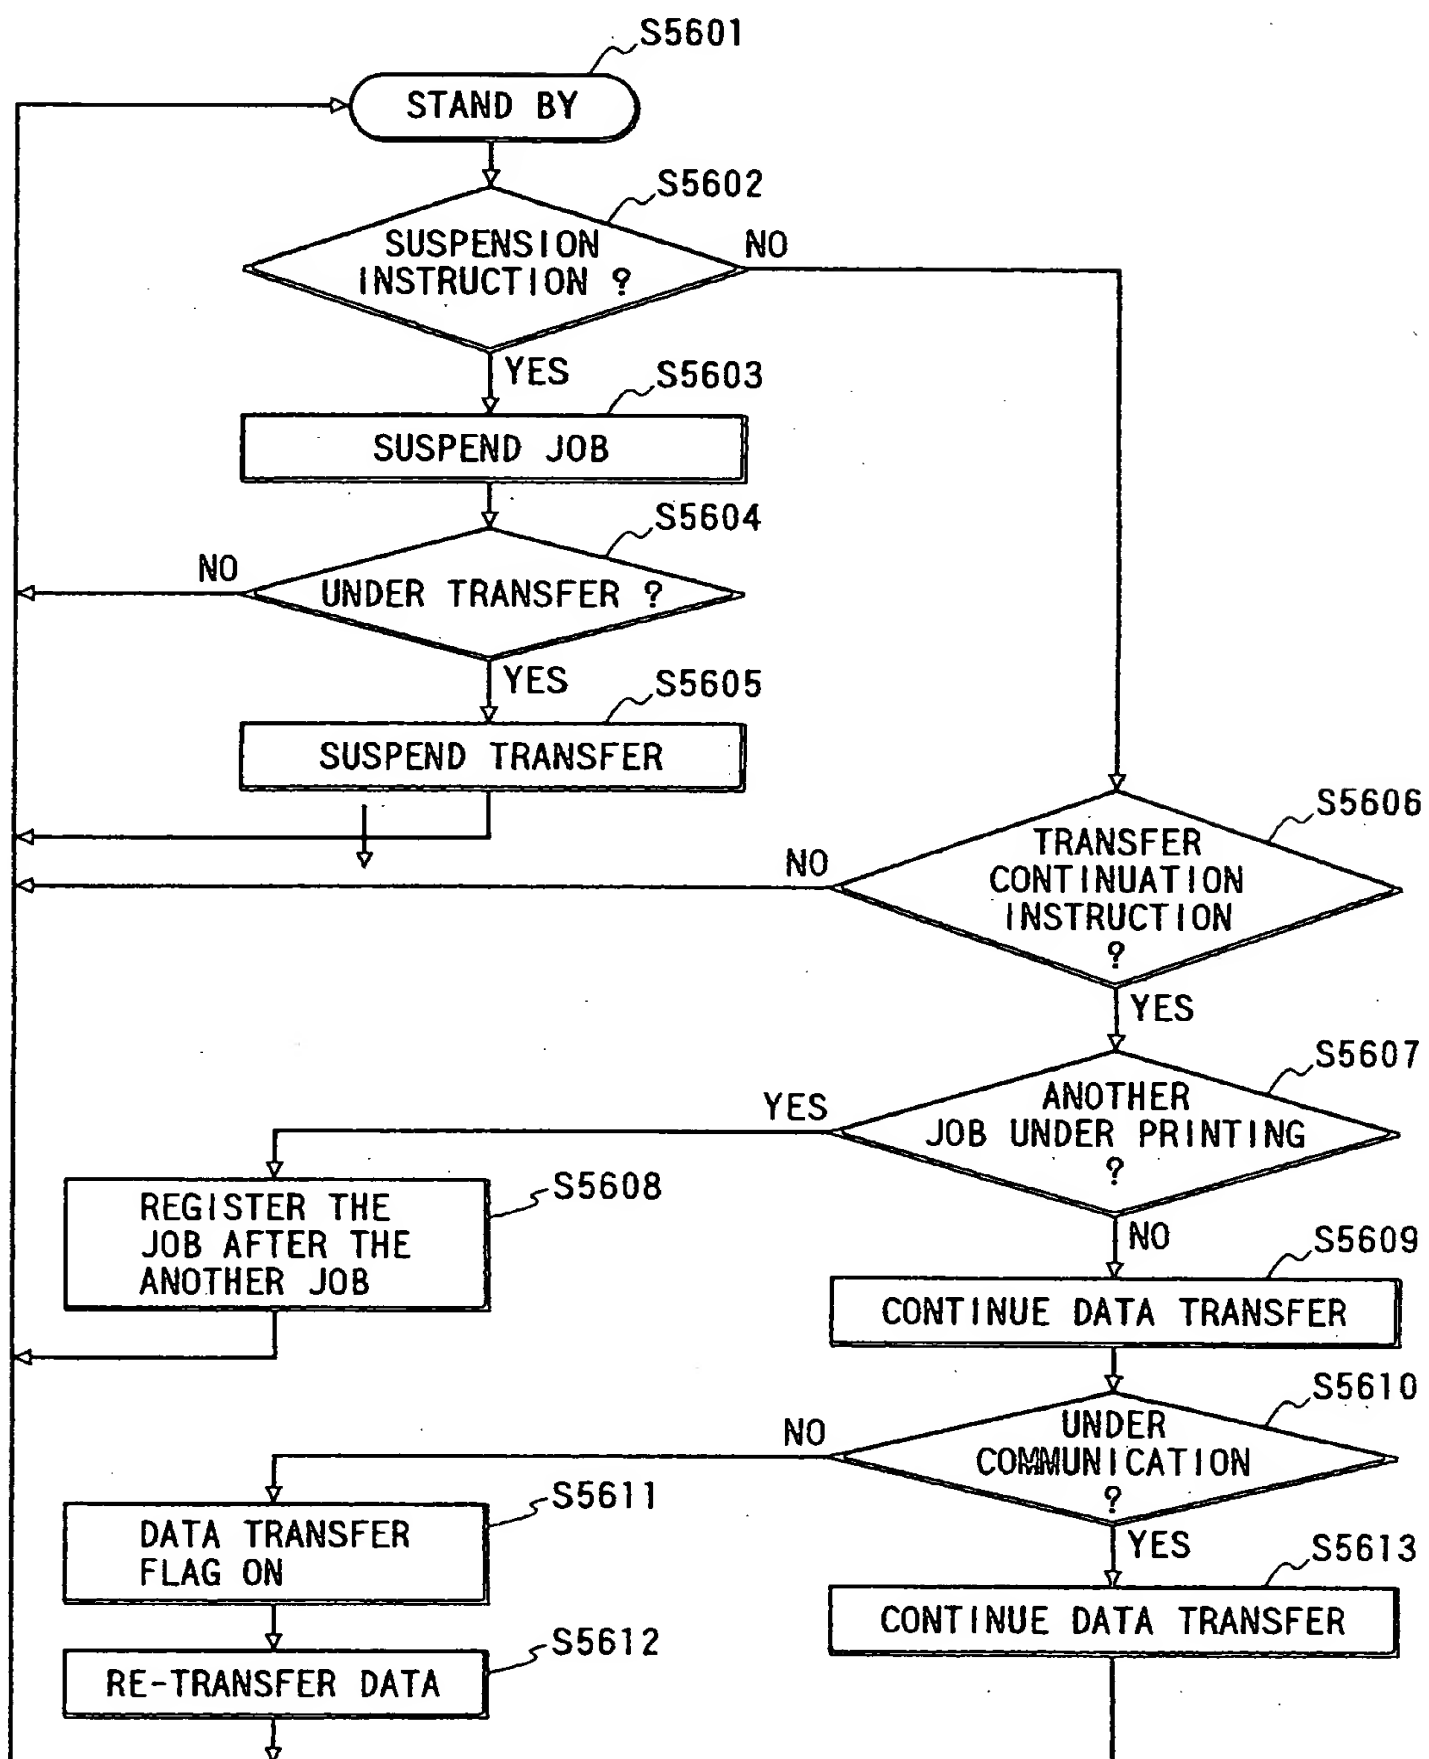 S5601
STAND BY
S5602
SUSPENSION
INSTRUCTION ?
NO
YES
S5603
SUSPEND JOB
S5604
NO
UNDER TRANSFER ?
YES
S5605
SUSPEND TRANSFER
S5606
NO
TRANSFER
CONTINUATION
INSTRUCTION
?
YES
S5607
YES
ANOTHER
JOB UNDER PRINTING
?
S5608
REGISTER THE
JOB AFTER THE
ANOTHER JOB
NO
S5609
CONTINUE DATA TRANSFER
S5610
NO
UNDER
COMMUNICATION
?
S5611
DATA TRANSFER
FLAG ON
YES
S5613
CONTINUE DATA TRANSFER
S5612
RE-TRANSFER DATA